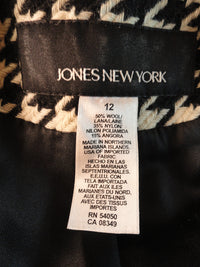 JONES NEW YORK
12
50% WOOL/
LANA/LAINE
35% NYLON/
NILON POLIAMIDA
15% ANGORA
MADE IN NORTHERN
MARIANA ISLANDS,
USA OF IMPORTED
FABRIC
HECHO EN LAS
ISLAS MARIANAS
SEPTENTRIONALES,
E.E.U.U. CON
TELA IMPORTADA
FAIT AUX ILES
MARIANES DU NORD,
AUX ETATS-UNIS
AVEC DES TISSUS
IMPORTES
RN 54050
CA 08349